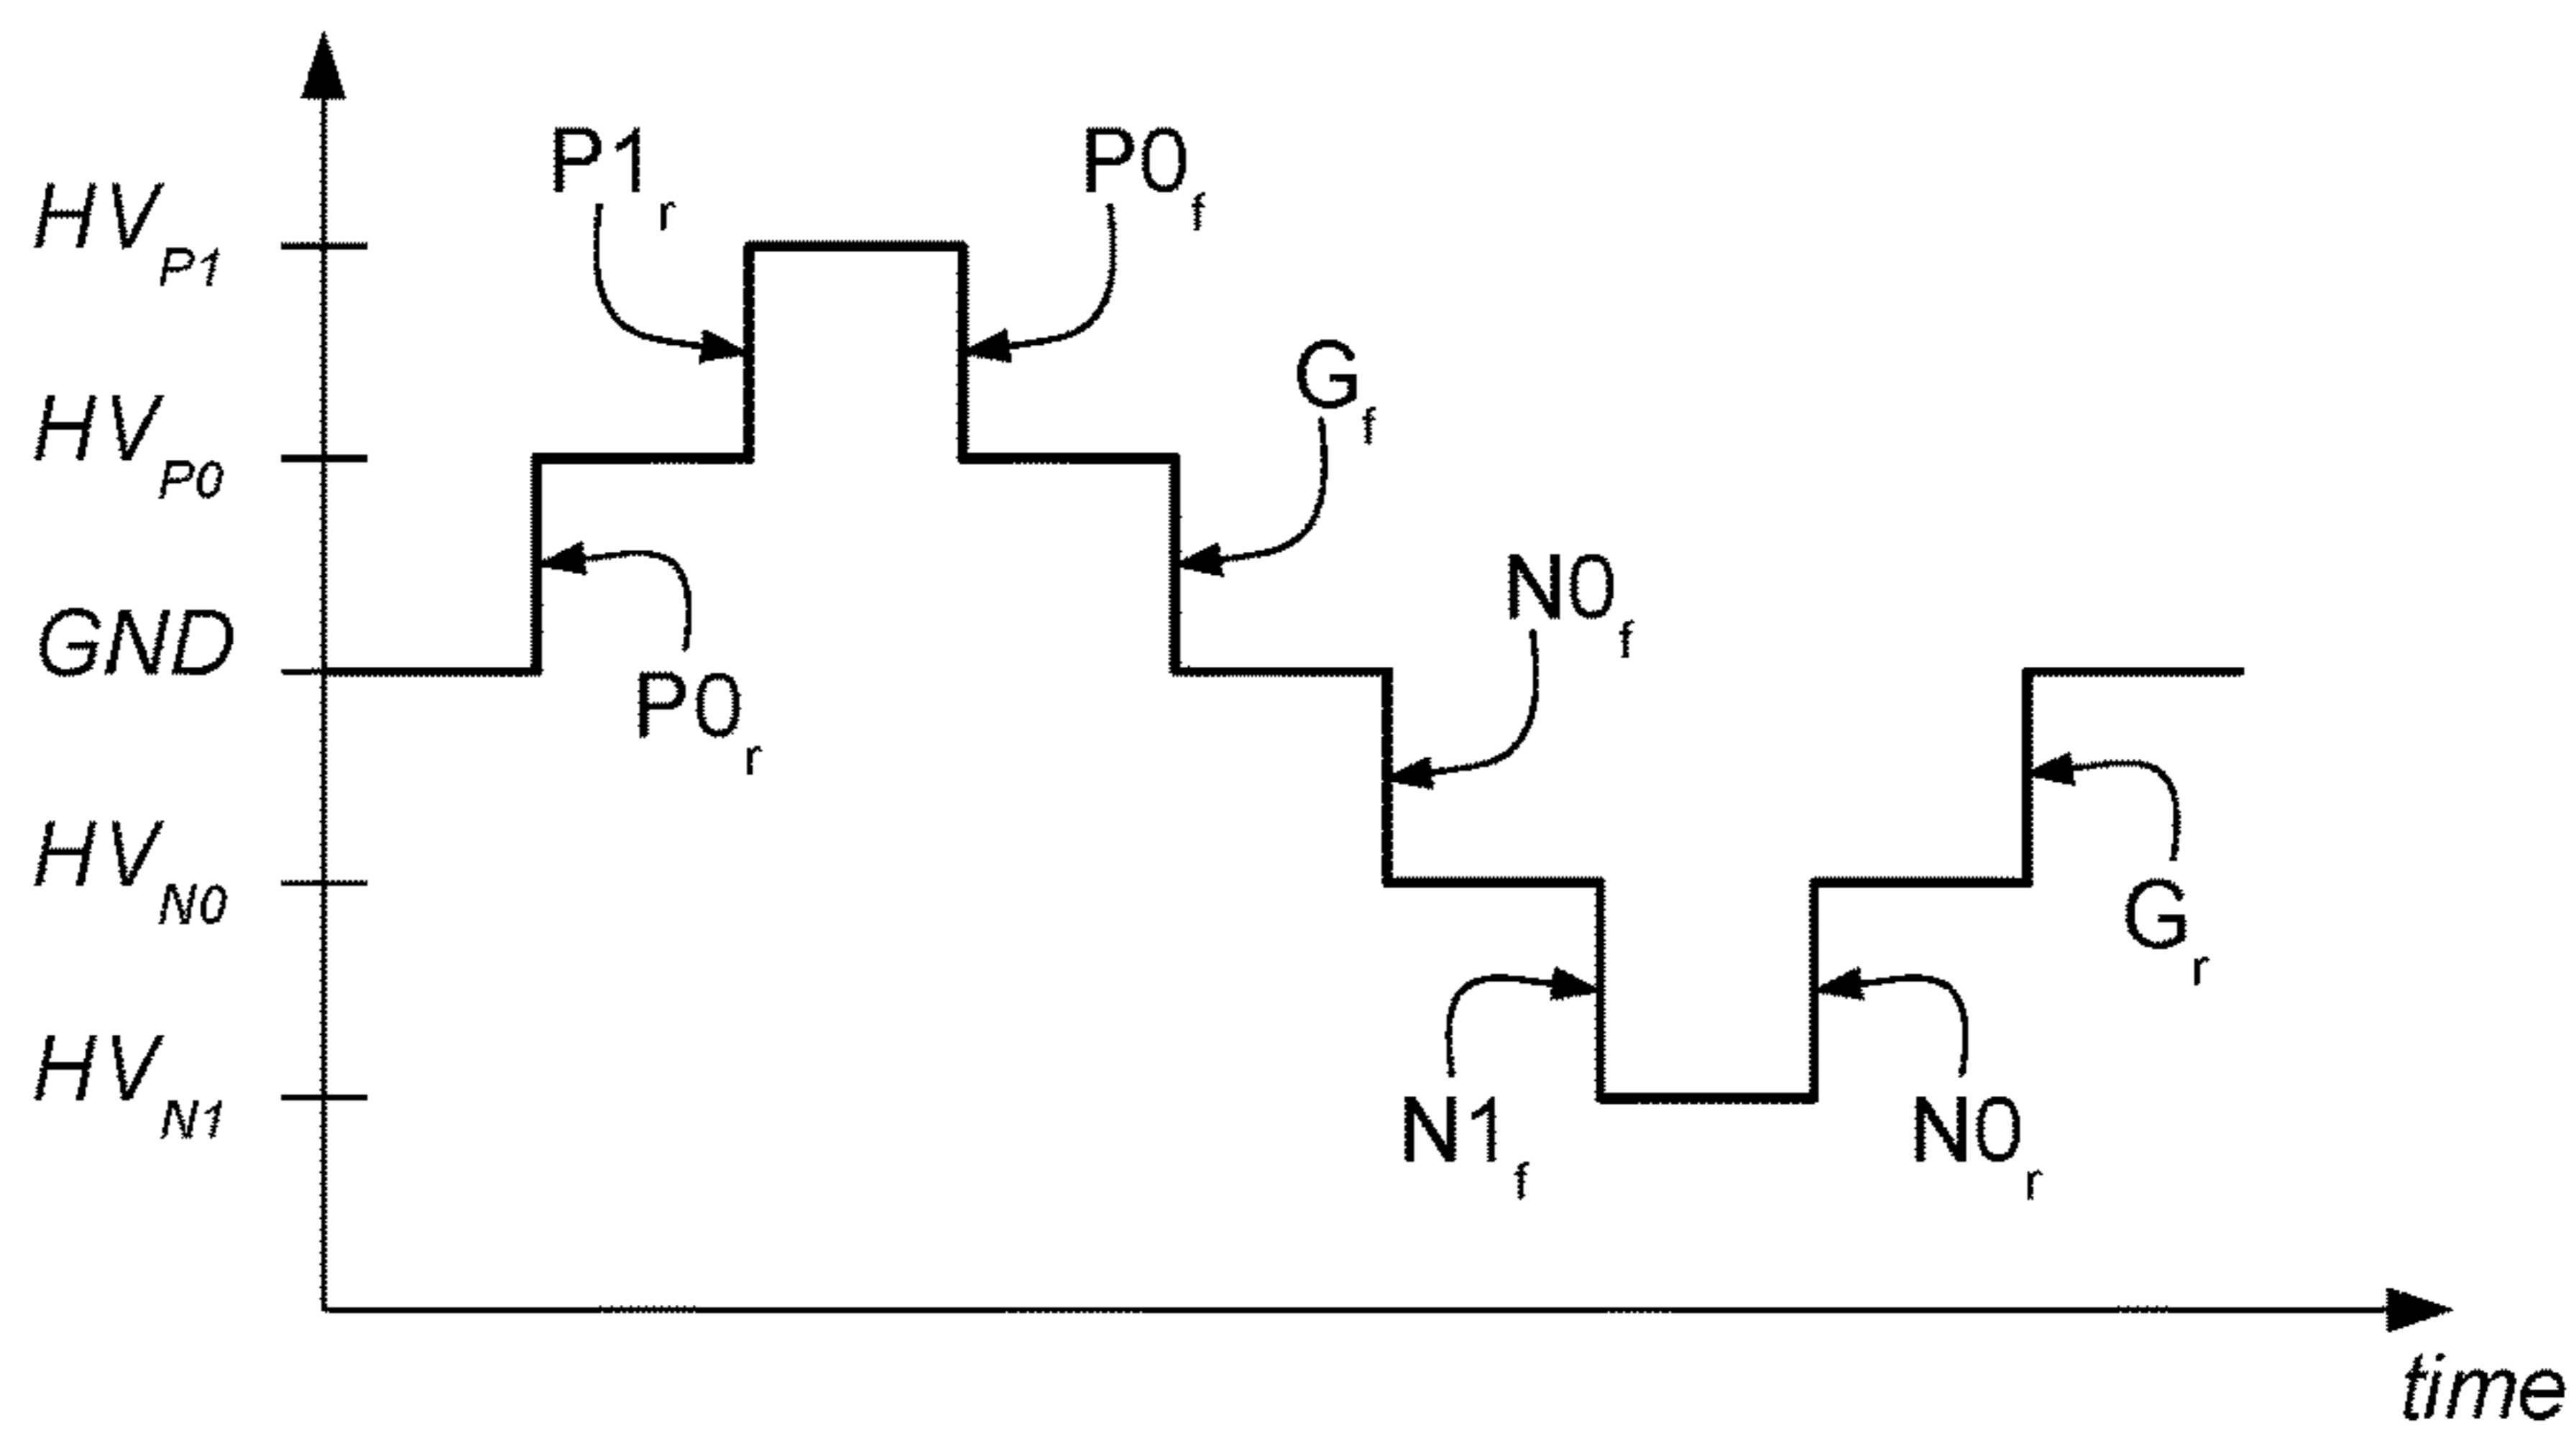 HV_P1
HV_P0
GND
HV_N0
HV_N1
P1_r
P0_f
G_f
P0_r
N0_f
G_r
N1_f
N0_r
time